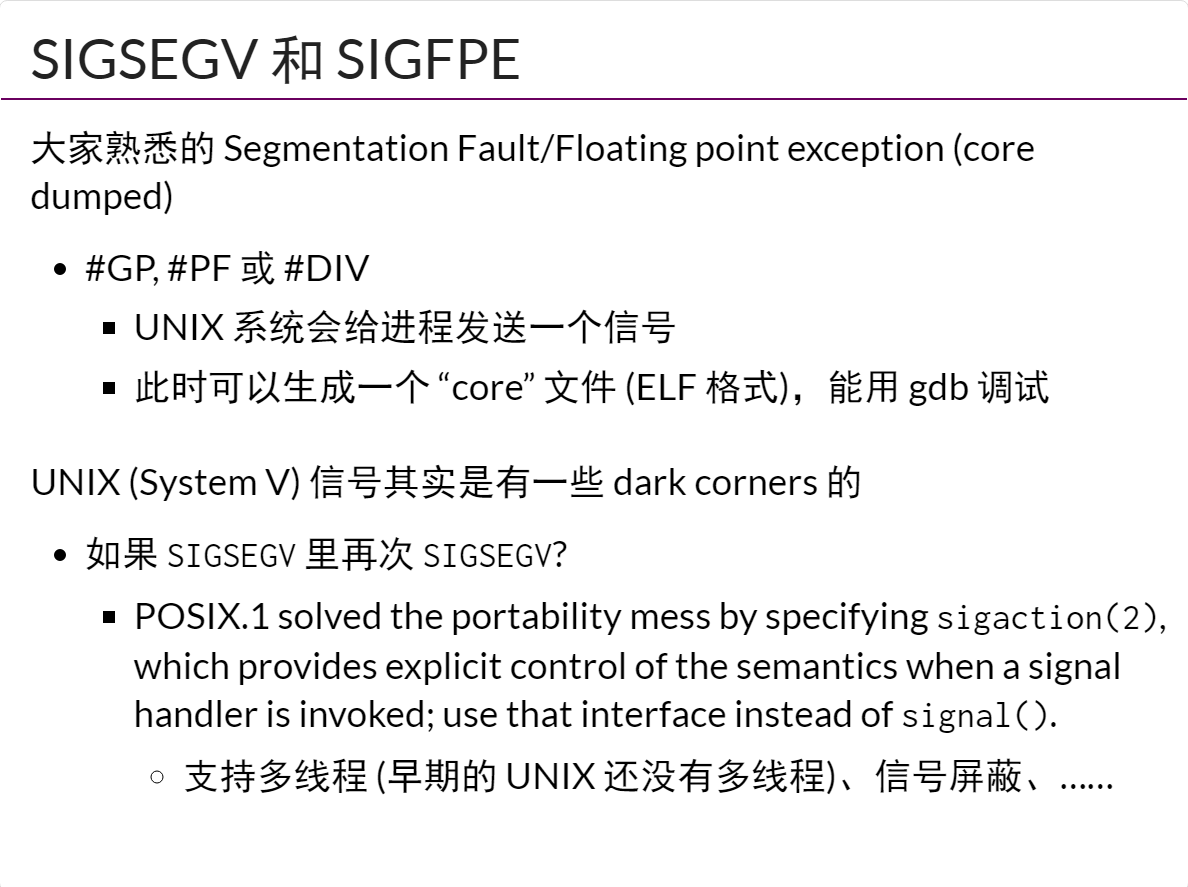 SIGSEGV 和 SIGFPE
大家熟悉的 Segmentation Fault/Floating point exception (core
dumped)
#GP, #PF 或 #DIV
UNIX 系统会给进程发送一个信号
此时可以生成一个 “core” 文件 (ELF 格式)，能用 gdb 调试
UNIX (System V) 信号其实是有一些 dark corners 的
如果 SIGSEGV 里再次 SIGSEGV?
POSIX.1 solved the portability mess by specifying sigaction(2),
which provides explicit control of the semantics when a signal
handler is invoked; use that interface instead of signal().
支持多线程 (早期的 UNIX 还没有多线程)、信号屏蔽、……